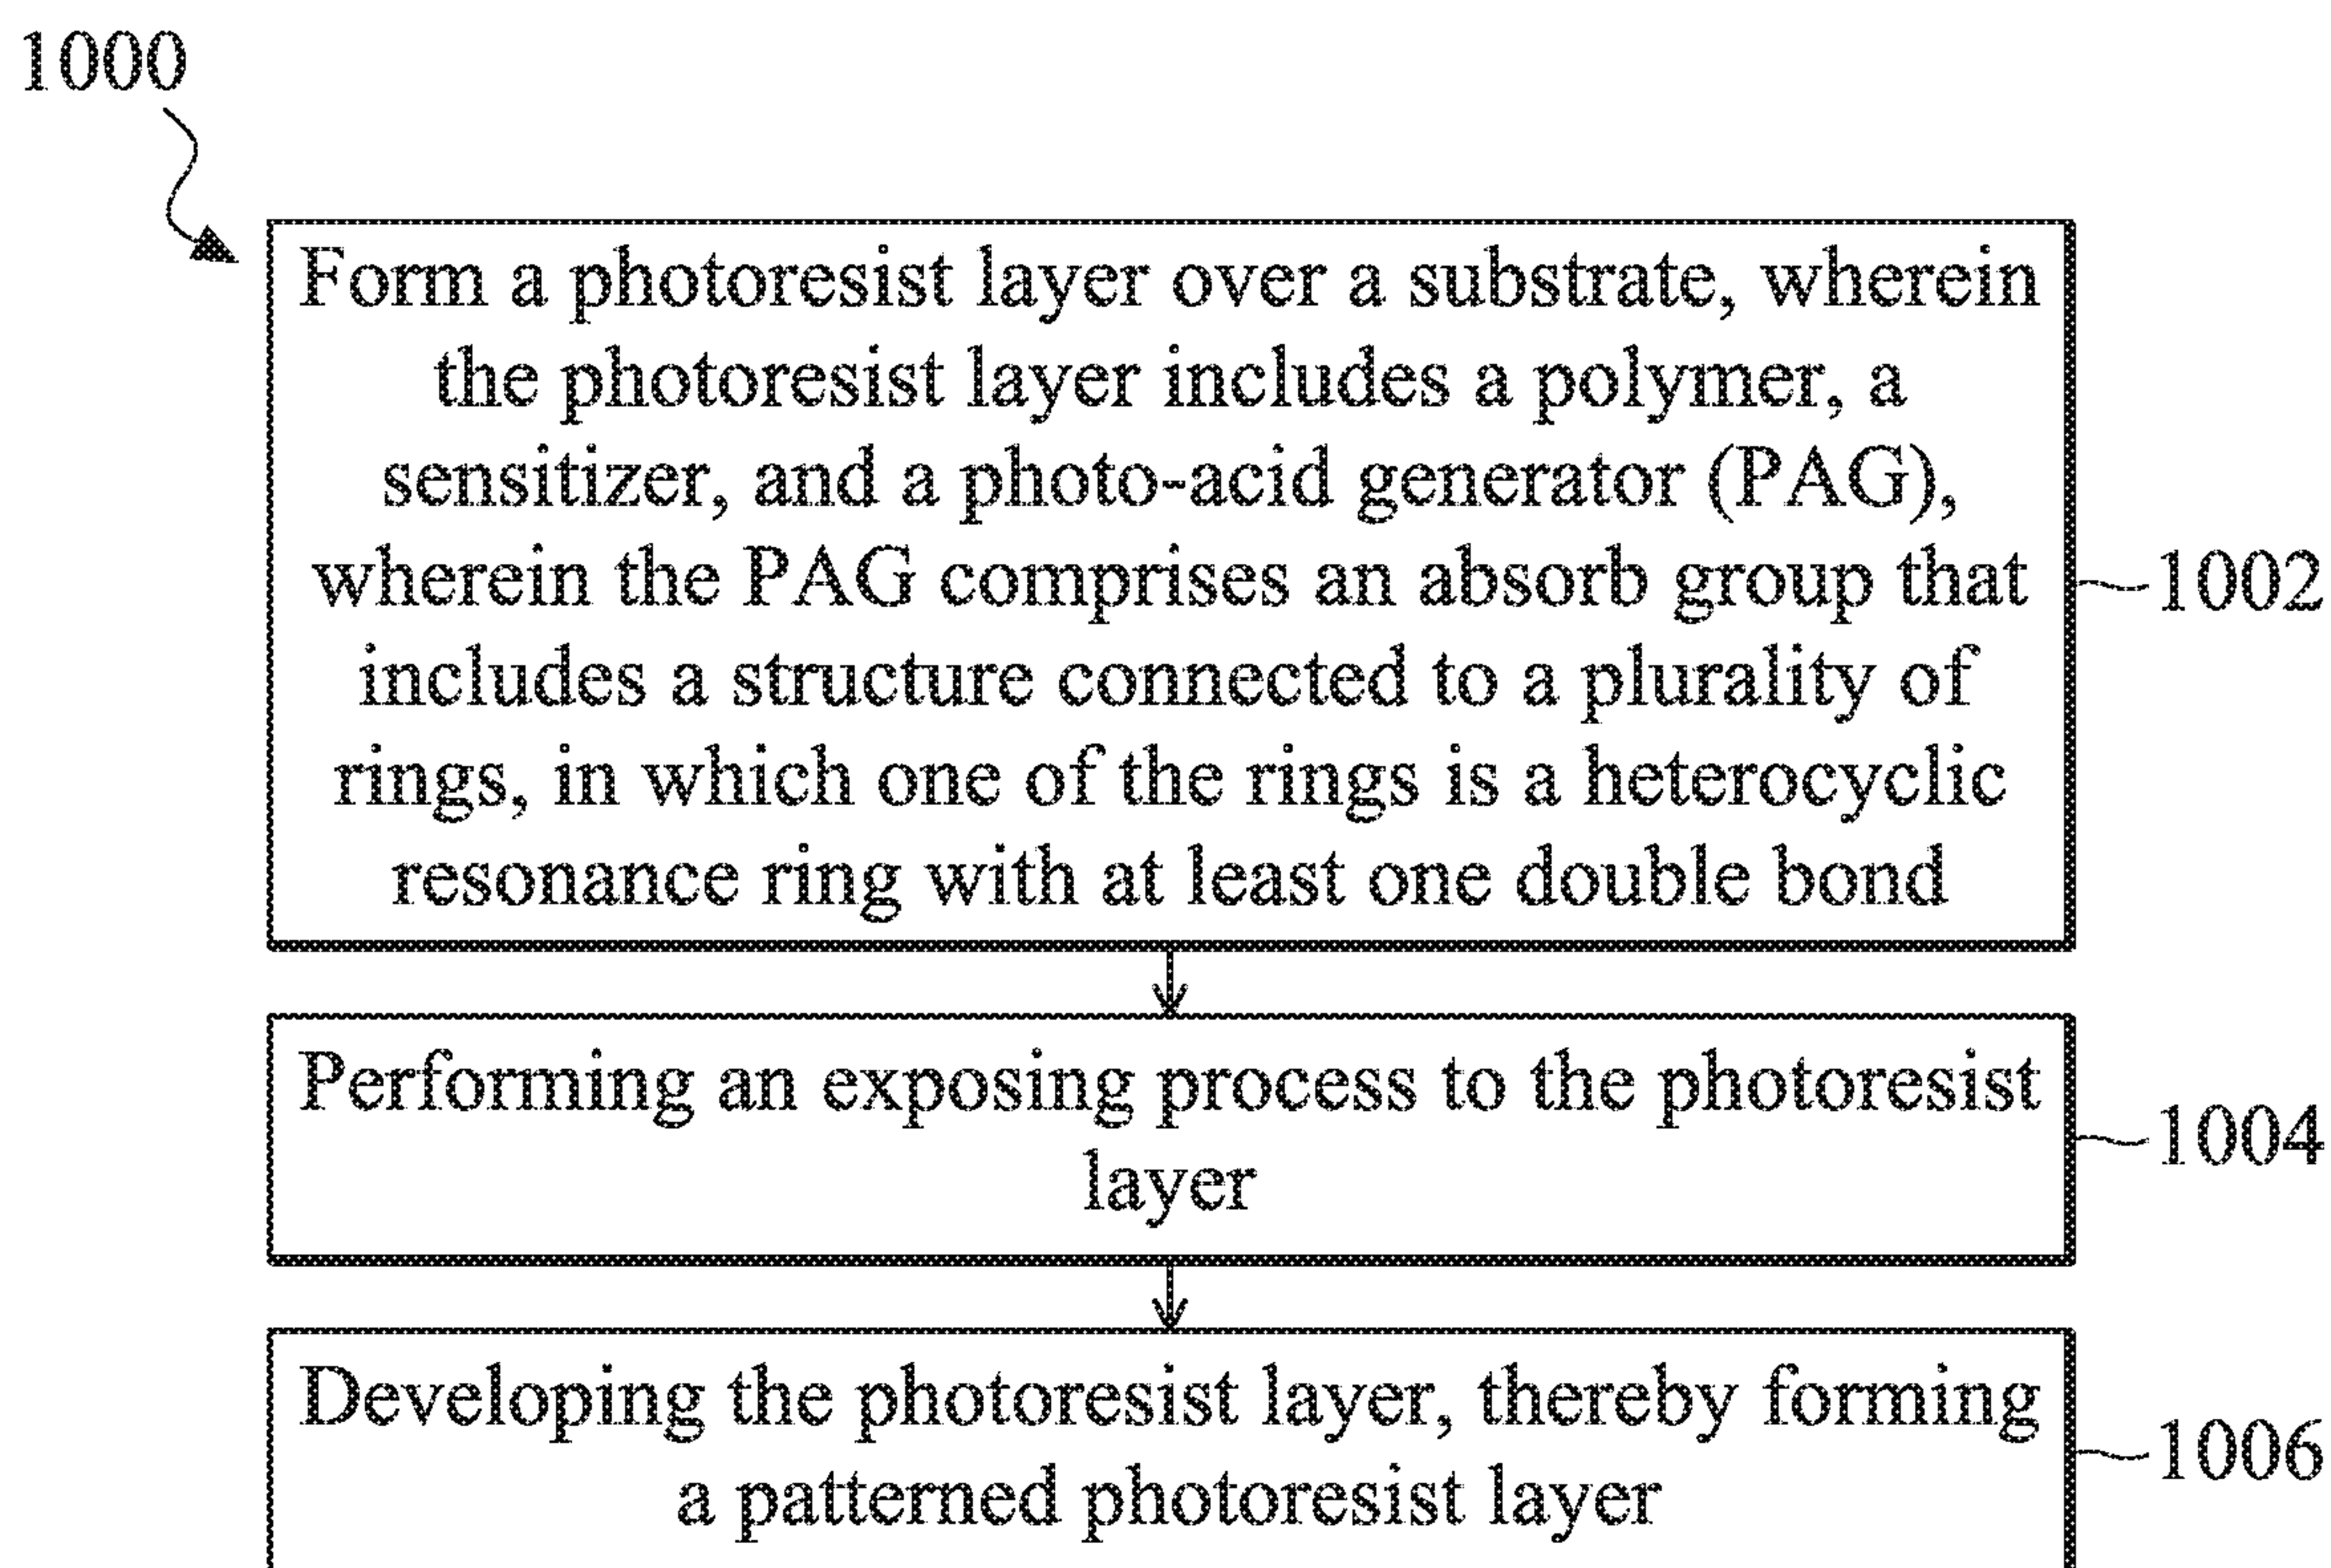 1000
Form a photoresist layer over a substrate, wherein
the photoresist layer includes a polymer, a
sensitizer, and a photo-acid generator (PAG),
wherein the PAG comprises an absorb group that
includes a structure connected to a plurality of
rings, in which one of the rings is a heterocyclic
resonance ring with at least one double bond
1002
Performing an exposing process to the photoresist
layer
1004
Developing the photoresist layer, thereby forming
a patterned photoresist layer
1006